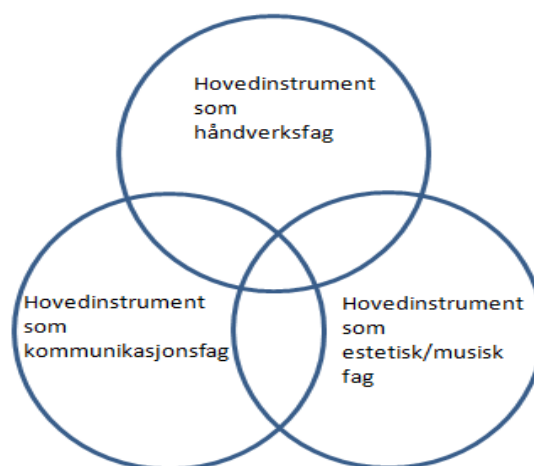 Hovedinstrument
som
håndverksfag
Hovedinstrument
som
kommunikasjonsfag
Hovedinstrument
som
estetisk/musisk
fag